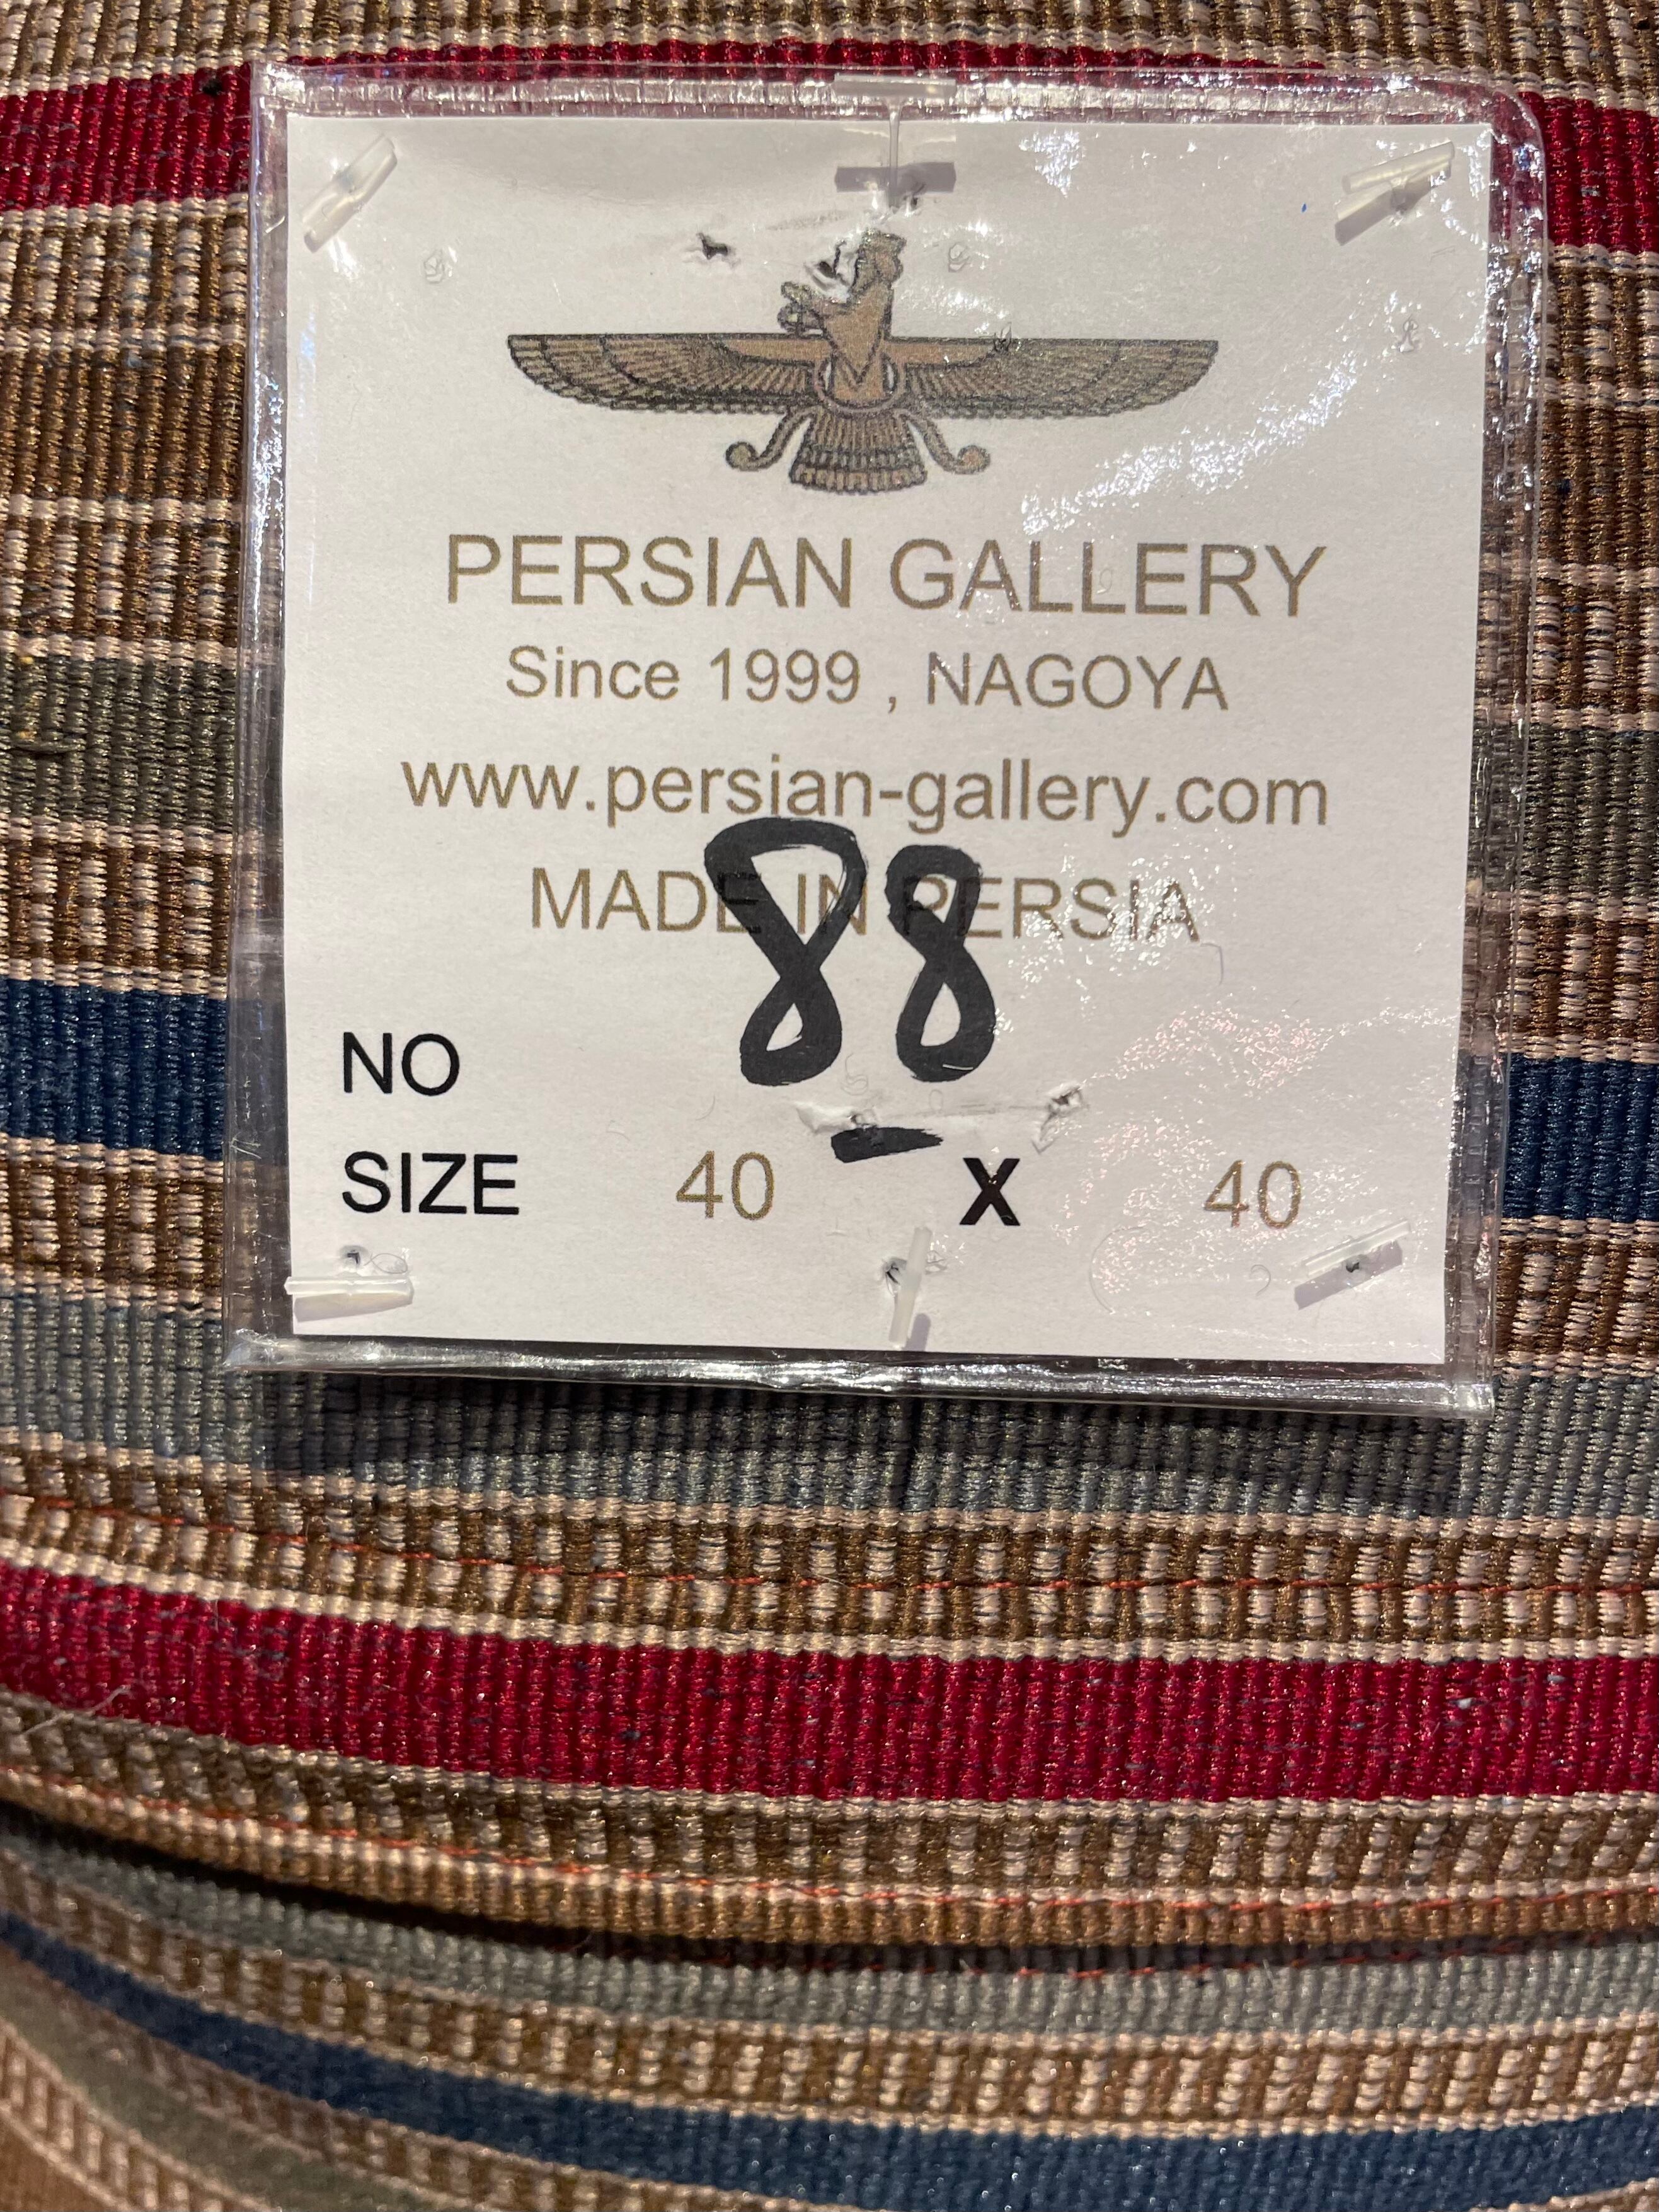 PERSIAN GALLERY
Since 1999 , NAGOYA
www.persian-gallery.com
MADE IN PERSIA
88
NO
SIZE 40 X 40